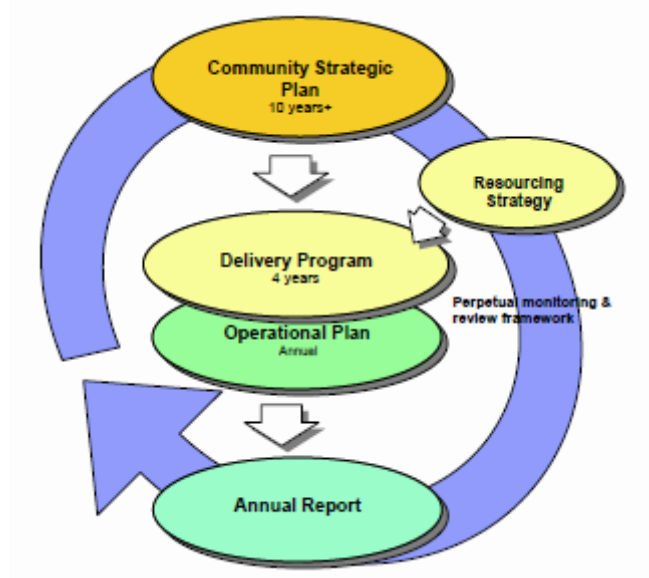 Community Strategic
Plan
10 years+
Resourcing
Strategy
Delivery Program
4 years
Perpetual monitoring &
review framework
Operational Plan
Annual
Annual Report